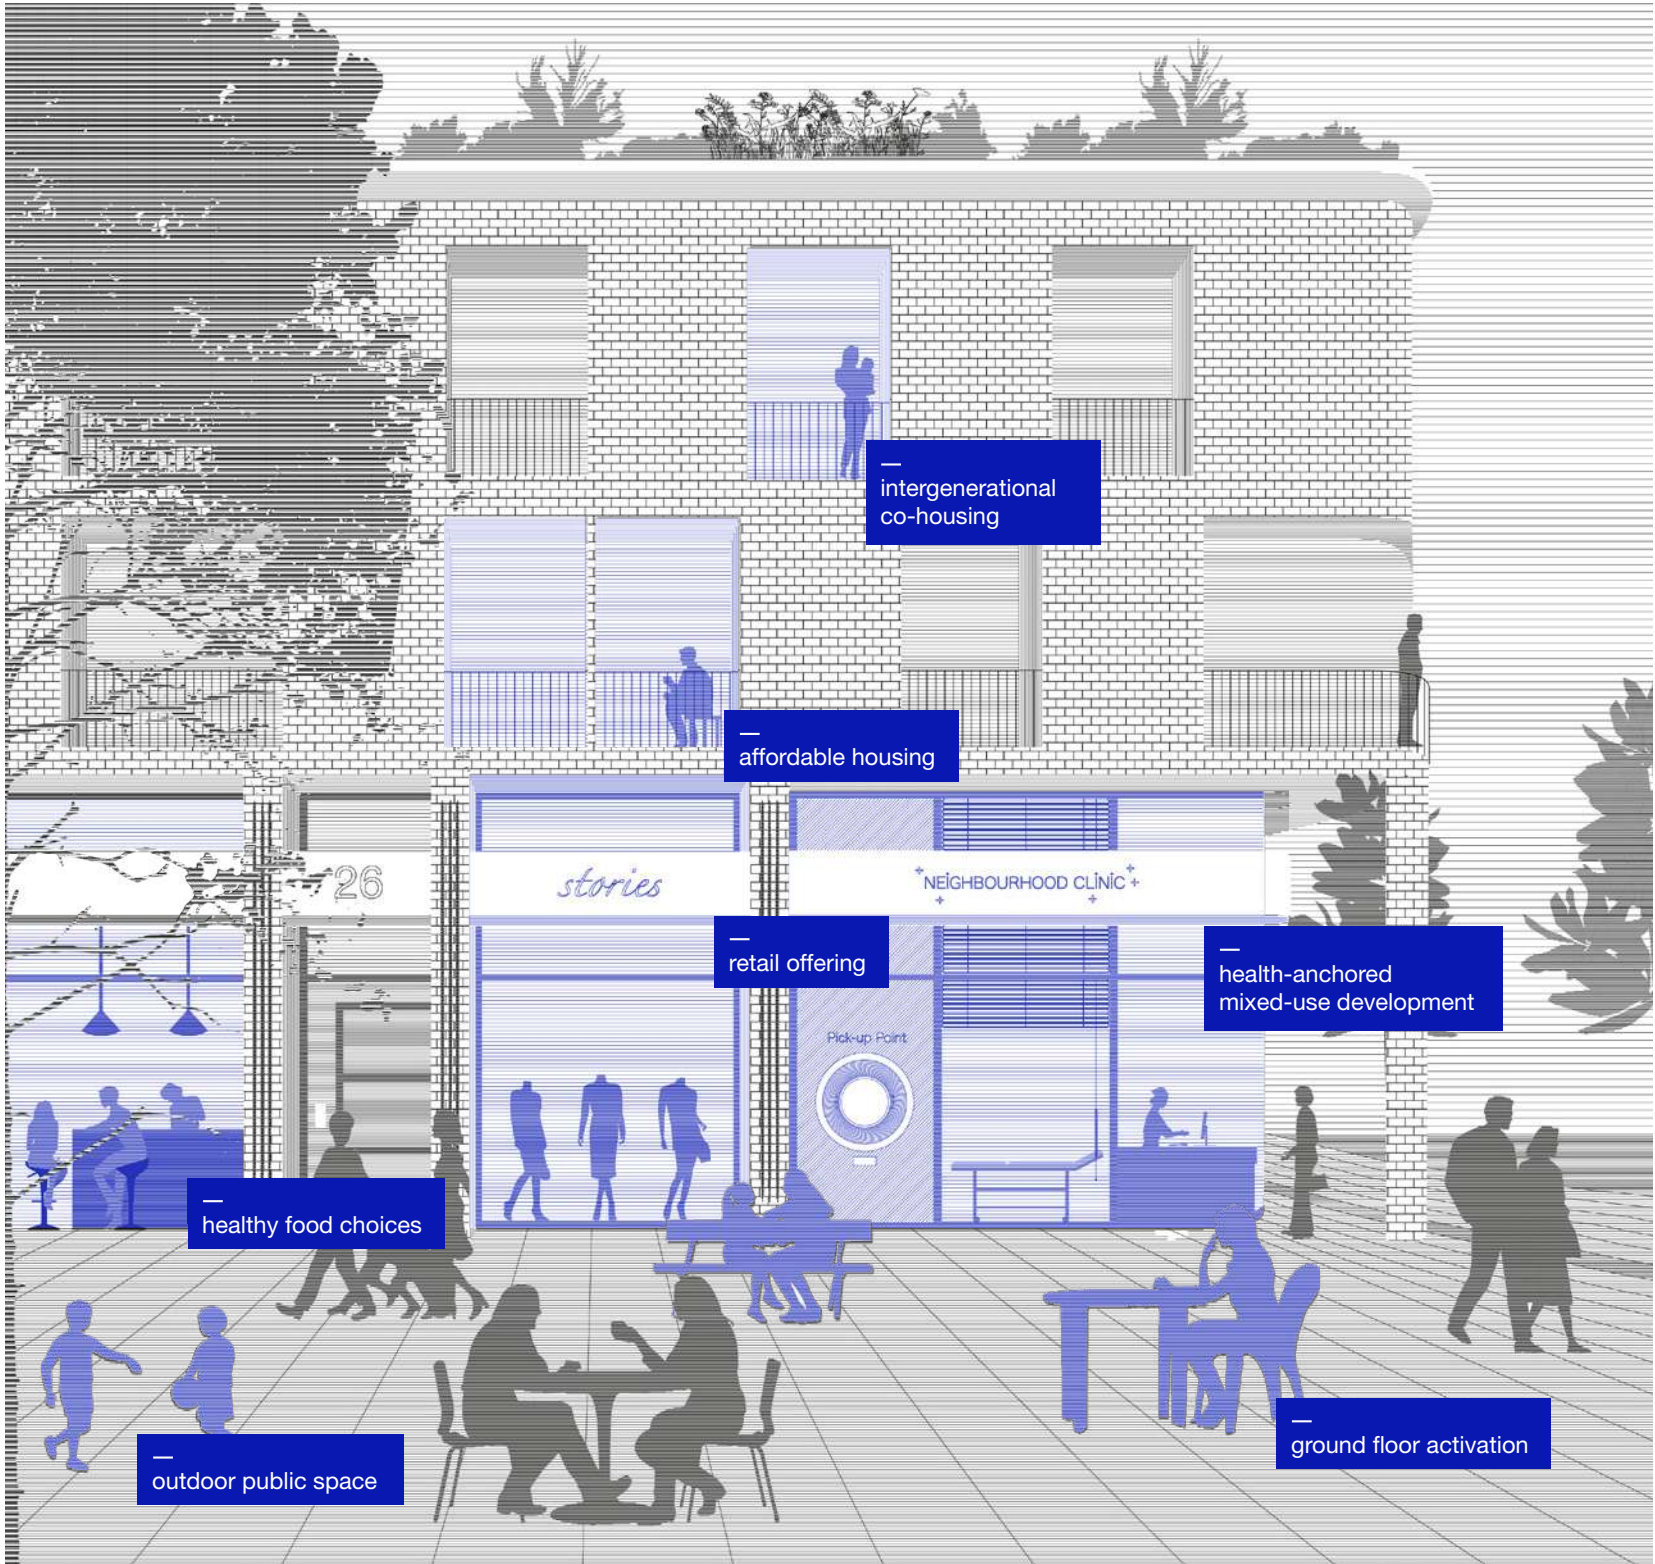 intergenerational
co-housing
affordable housing
26
stories
NEIGHBOURHOOD CLINIC
retail offering
health-anchored
mixed-use development
Pick-up Point
healthy food choices
ground floor activation
outdoor public space